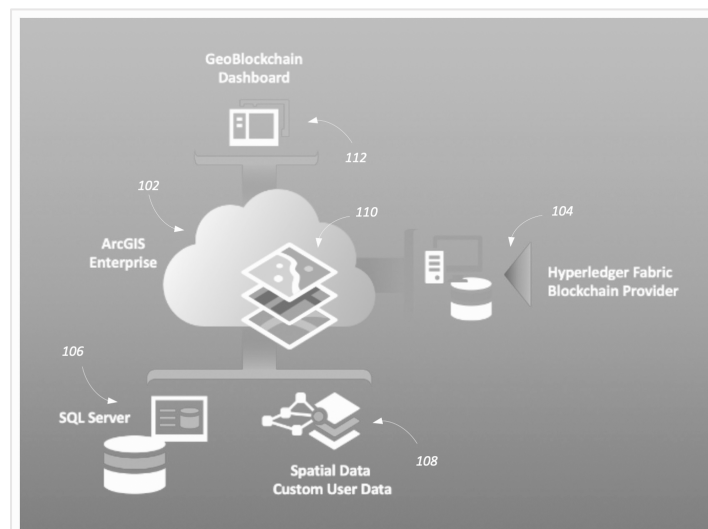 GeoBlockchain
Dashboard
112
102
110
104
ArcGIS
Enterprise
Hyperledger Fabric
Blockchain Provider
106
SQL Server
108
Spatial Data
Custom User Data